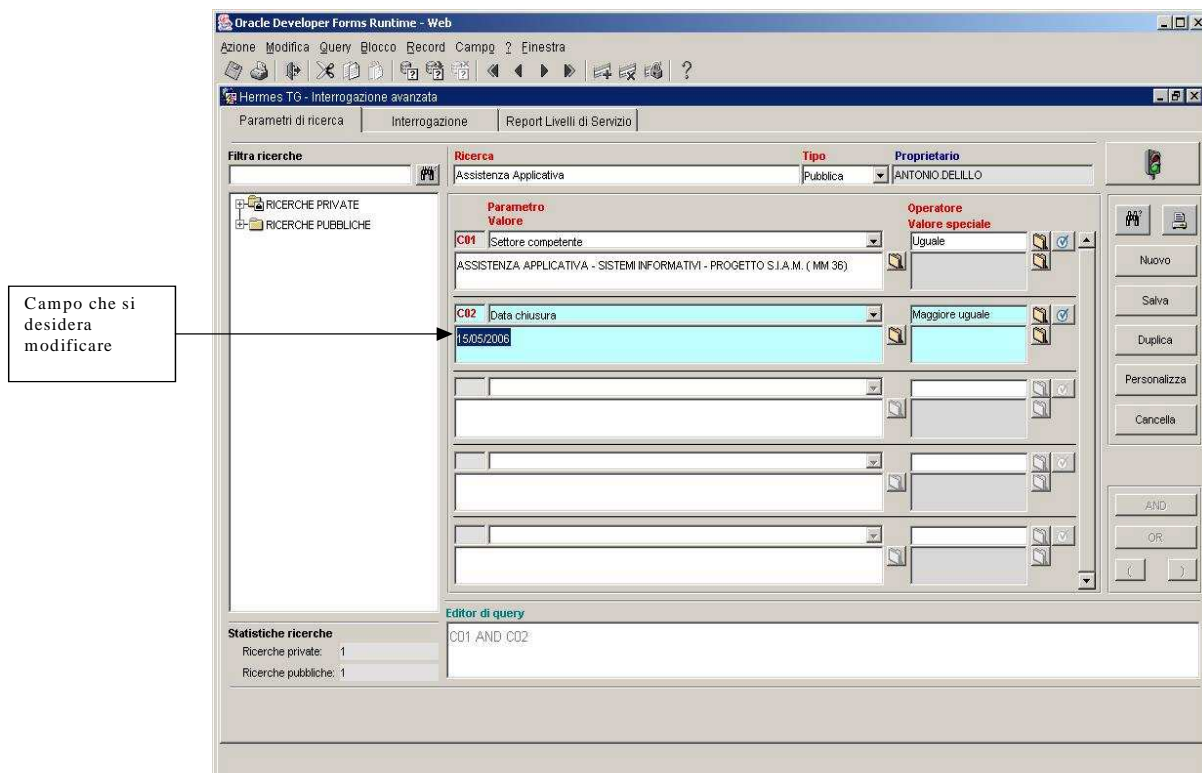 Oracle Developer Forms Runtime - Web
Azione Modifica Query Blocco Record Campo ? Finestra
?
Hermes TG - Interrogazione avanzata
Parametri di ricerca Interrogazione Report Livelli di Servizio
Filtra ricerche Ricerca Tipo Proprietario
Assistenza Applicativa Pubblica ANTONIO.DELILLO
RICERCHE PRIVATE
RICERCHE PUBBLICHE
Parametro Operatore
Valore Valore speciale
C01 Settore competente Uguale
ASSISTENZA APPLICATIVA - SISTEMI INFORMATIVI - PROGETTO S.I.A.M. ( MM 36)
C02 Data chiusura Maggiore uguale
15/05/2006
Campo che si
desidera
modificare
Nuovo
Salva
Duplica
Personalizza
Cancella
AND
OR
( )
Editor di query
C01 AND C02
Statistiche ricerche
Ricerche private: 1
Ricerche pubbliche: 1